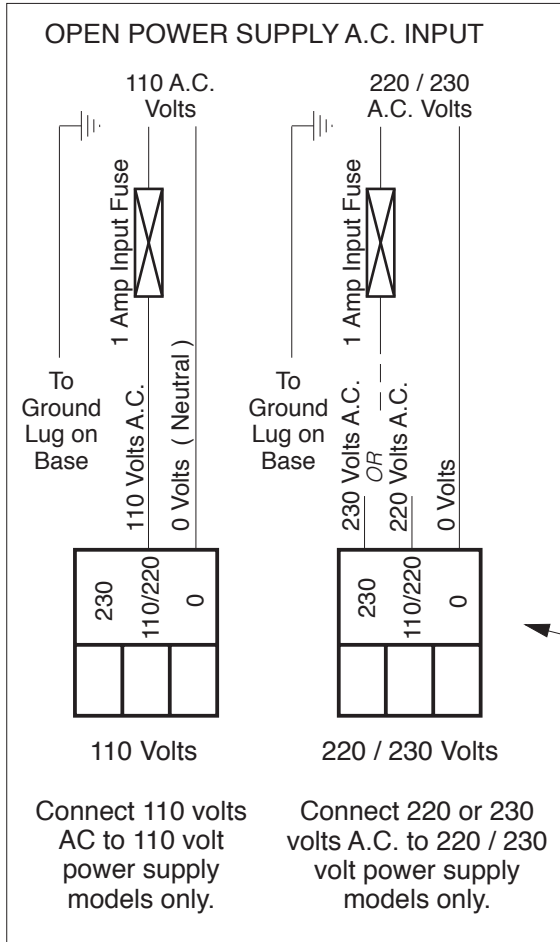 OPEN POWER SUPPLY A.C. INPUT
110 A.C.
Volts
1 Amp Input Fuse
To
Ground
Lug on
Base
110 Volts A.C.
0 Volts ( Neutral )
230
110/220
0
110 Volts
Connect 110 volts
AC to 110 volt
power supply
models only.
220 / 230
A.C. Volts
1 Amp Input Fuse
To
Ground
Lug on
Base
230 Volts A.C.
OR
220 Volts A.C.
0 Volts
230
110/220
0
220 / 230 Volts
Connect 220 or 230
volts A.C. to 220 / 230
volt power supply
models only.